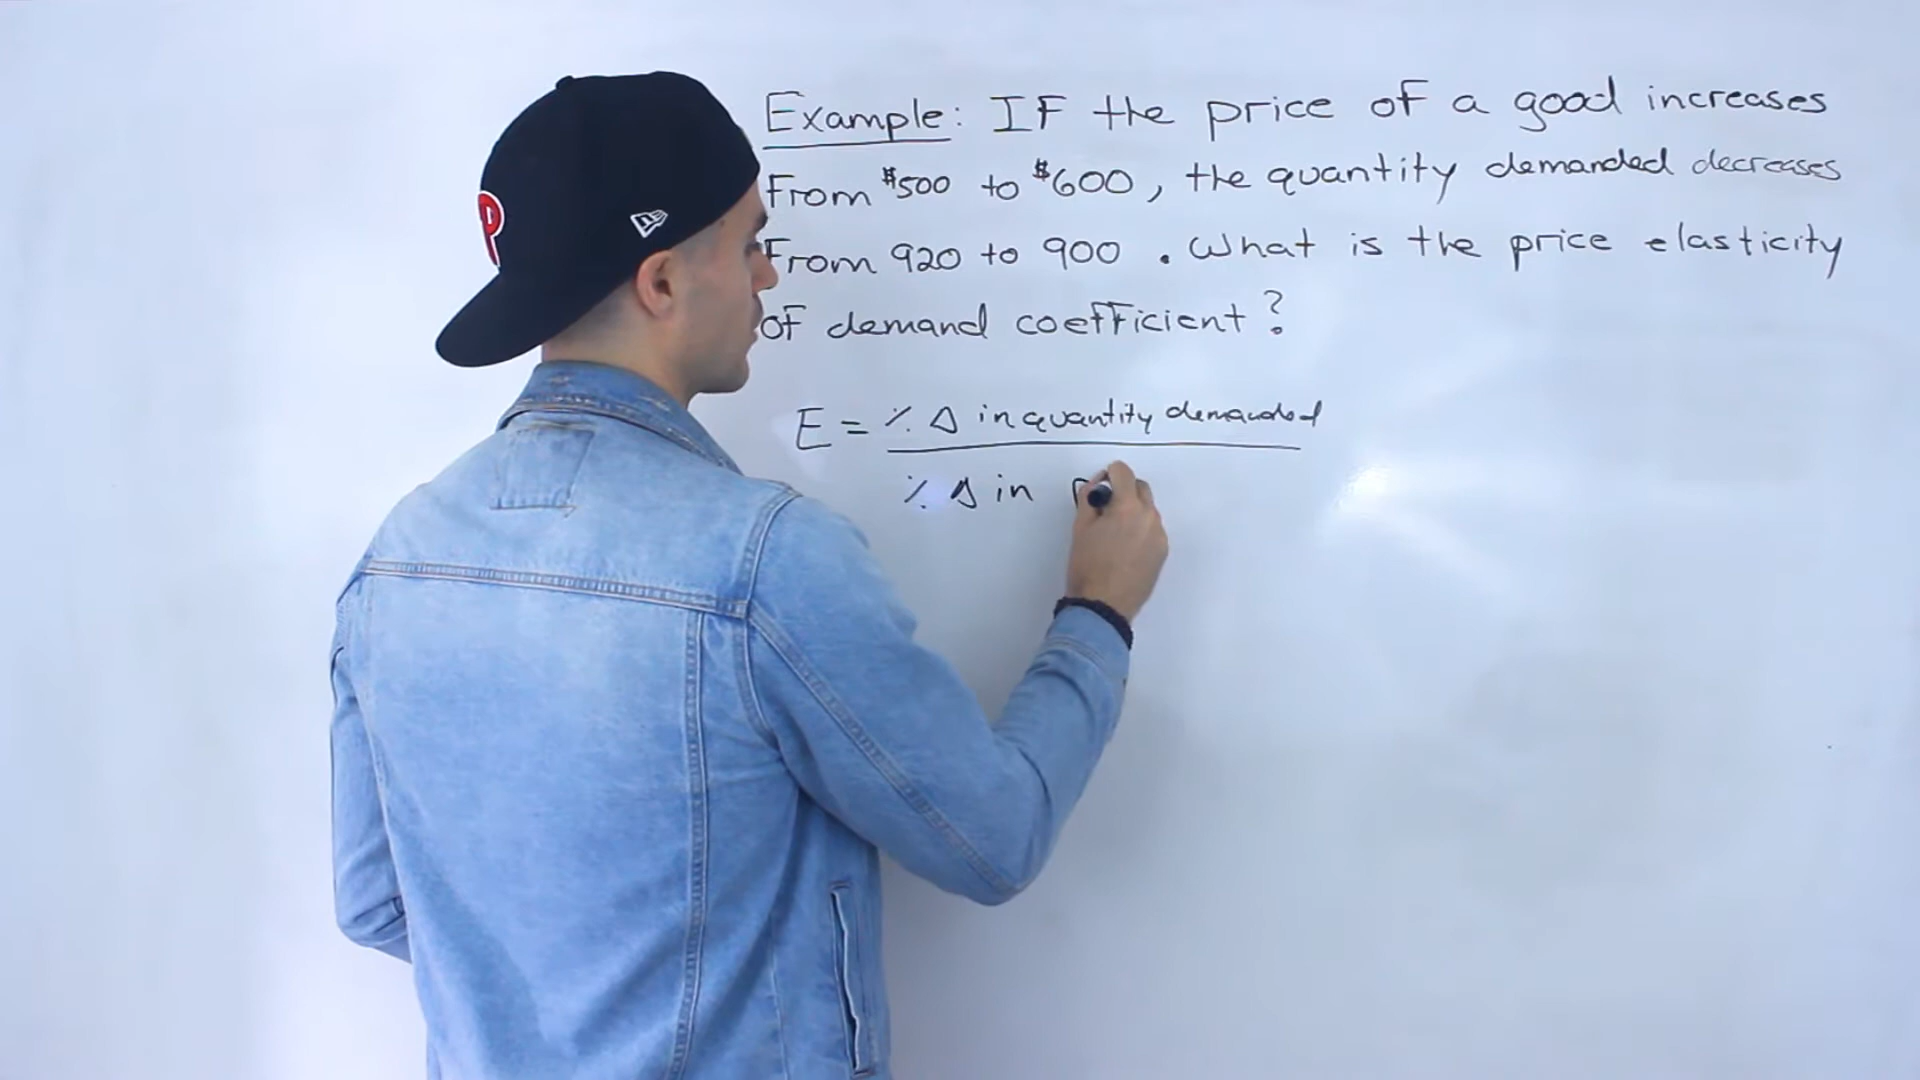 Example: IF the price of a good increases
From $500 to $600, the quantity demanded decreases
From 920 to 900. What is the price elasticity
of demand coefficient?
E = % Δ in quantity demanded
% Δ in
P